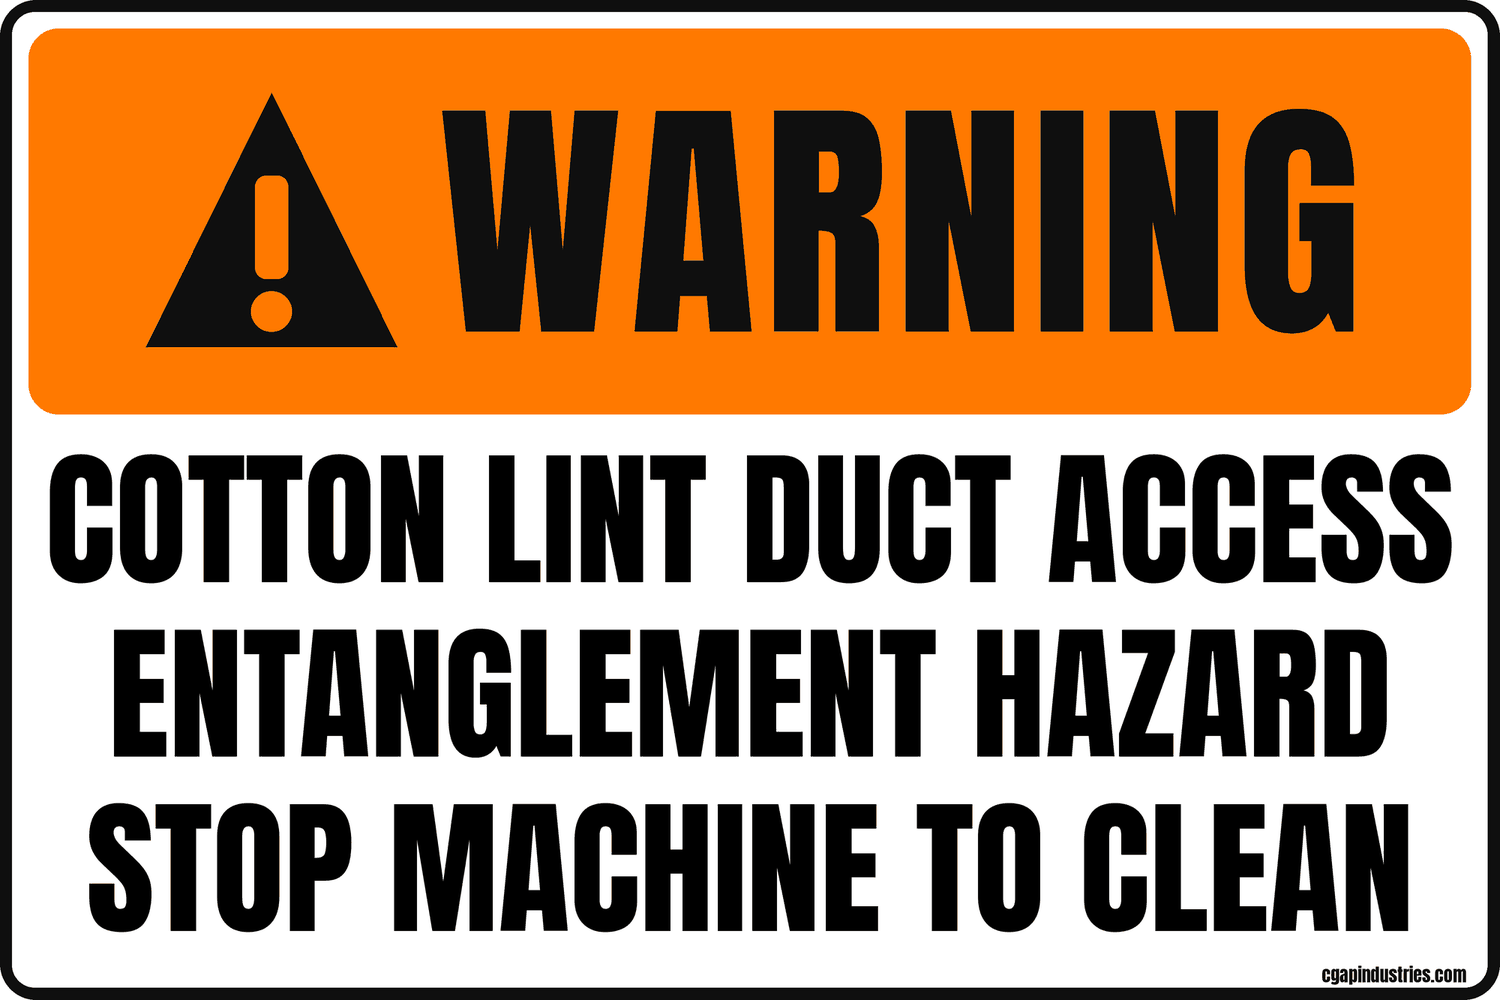 WARNING
COTTON LINT DUCT ACCESS
ENTANGLEMENT HAZARD
STOP MACHINE TO CLEAN
cgapindustries.com